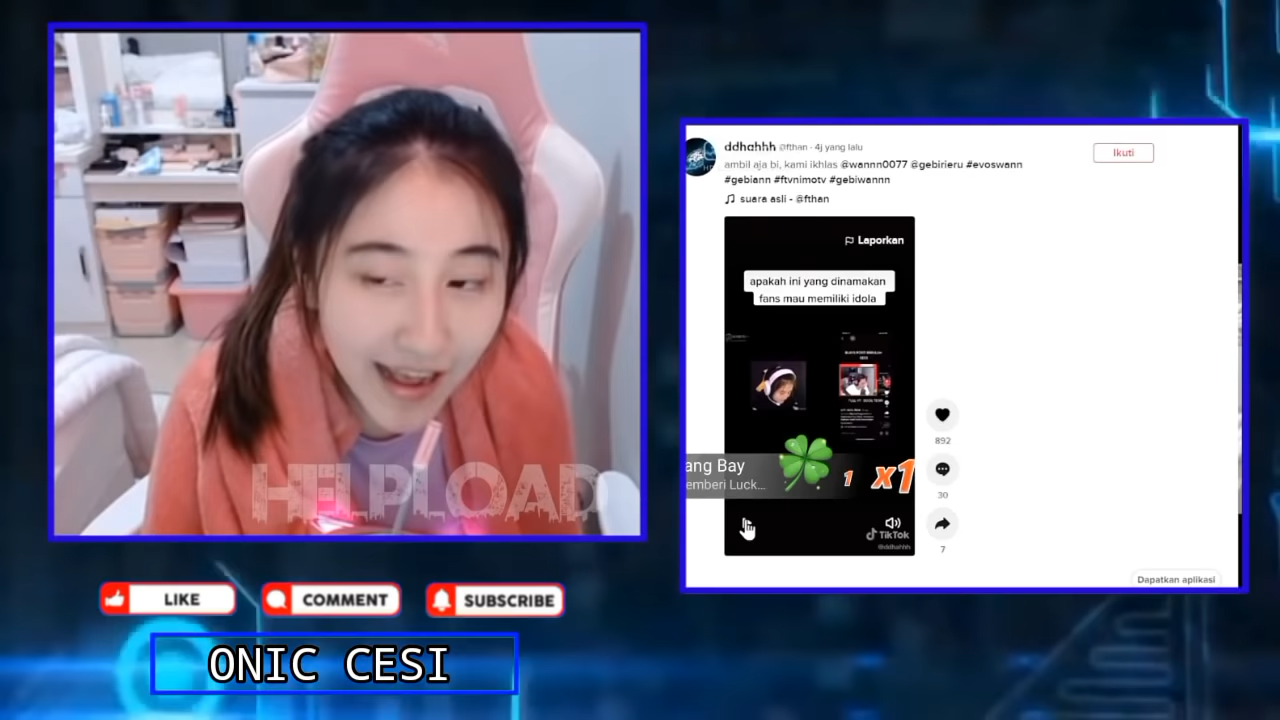 HELPLOAD
LIKE
COMMENT
SUBSCRIBE
ONIC CESI
ddhahhh @fthan · 4j yang lalu
Ikuti
ambil aja bi, kami ikhlas @wannn0077 @gebirieru #evoswann
#gebiann #ftvnimotv #gebiwannn
suara asli - @fthan
Laporkan
apakah ini yang dinamakan
fans mau memiliki idola
892
ang Bay
emberi Luck...
1 x1
30
TikTok
@ddhahhh
7
Dapatkan aplikasi